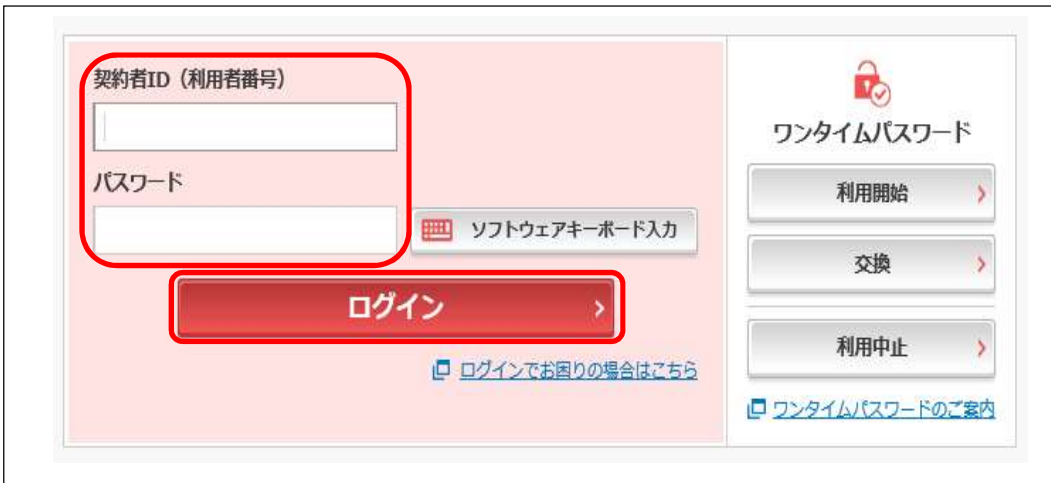 契約者ID（利用者番号）
パスワード
ソフトウェアキーボード入力
ログイン
ログインでお困りの場合はこちら
ワンタイムパスワード
利用開始
交換
利用中止
ワンタイムパスワードのご案内